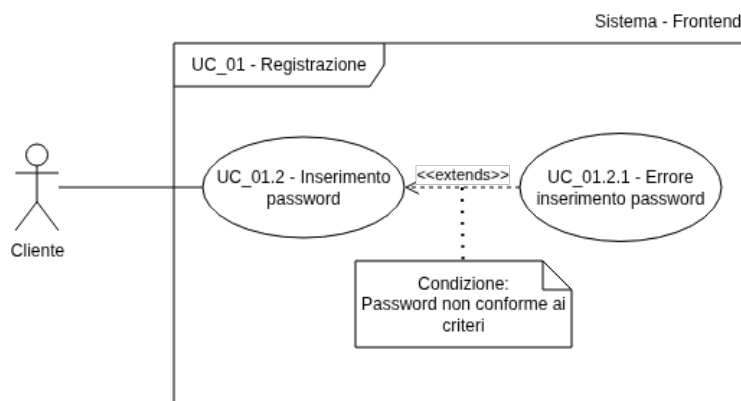 Sistema - Frontend
UC_01 - Registrazione
UC_01.2 - Inserimento
password
<<extends>>
UC_01.2.1 - Errore
inserimento password
Cliente
Condizione:
Password non conforme ai
criteri